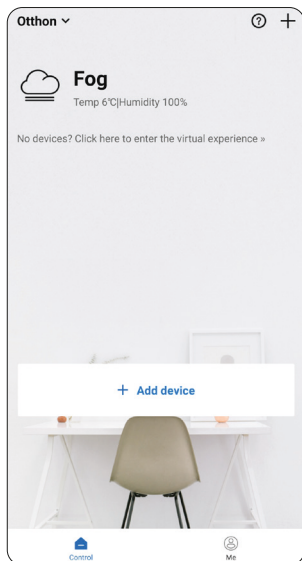 Otthon
Fog
Temp 6℃|Humidity 100%
No devices? Click here to enter the virtual experience »
+ Add device
Control
Me